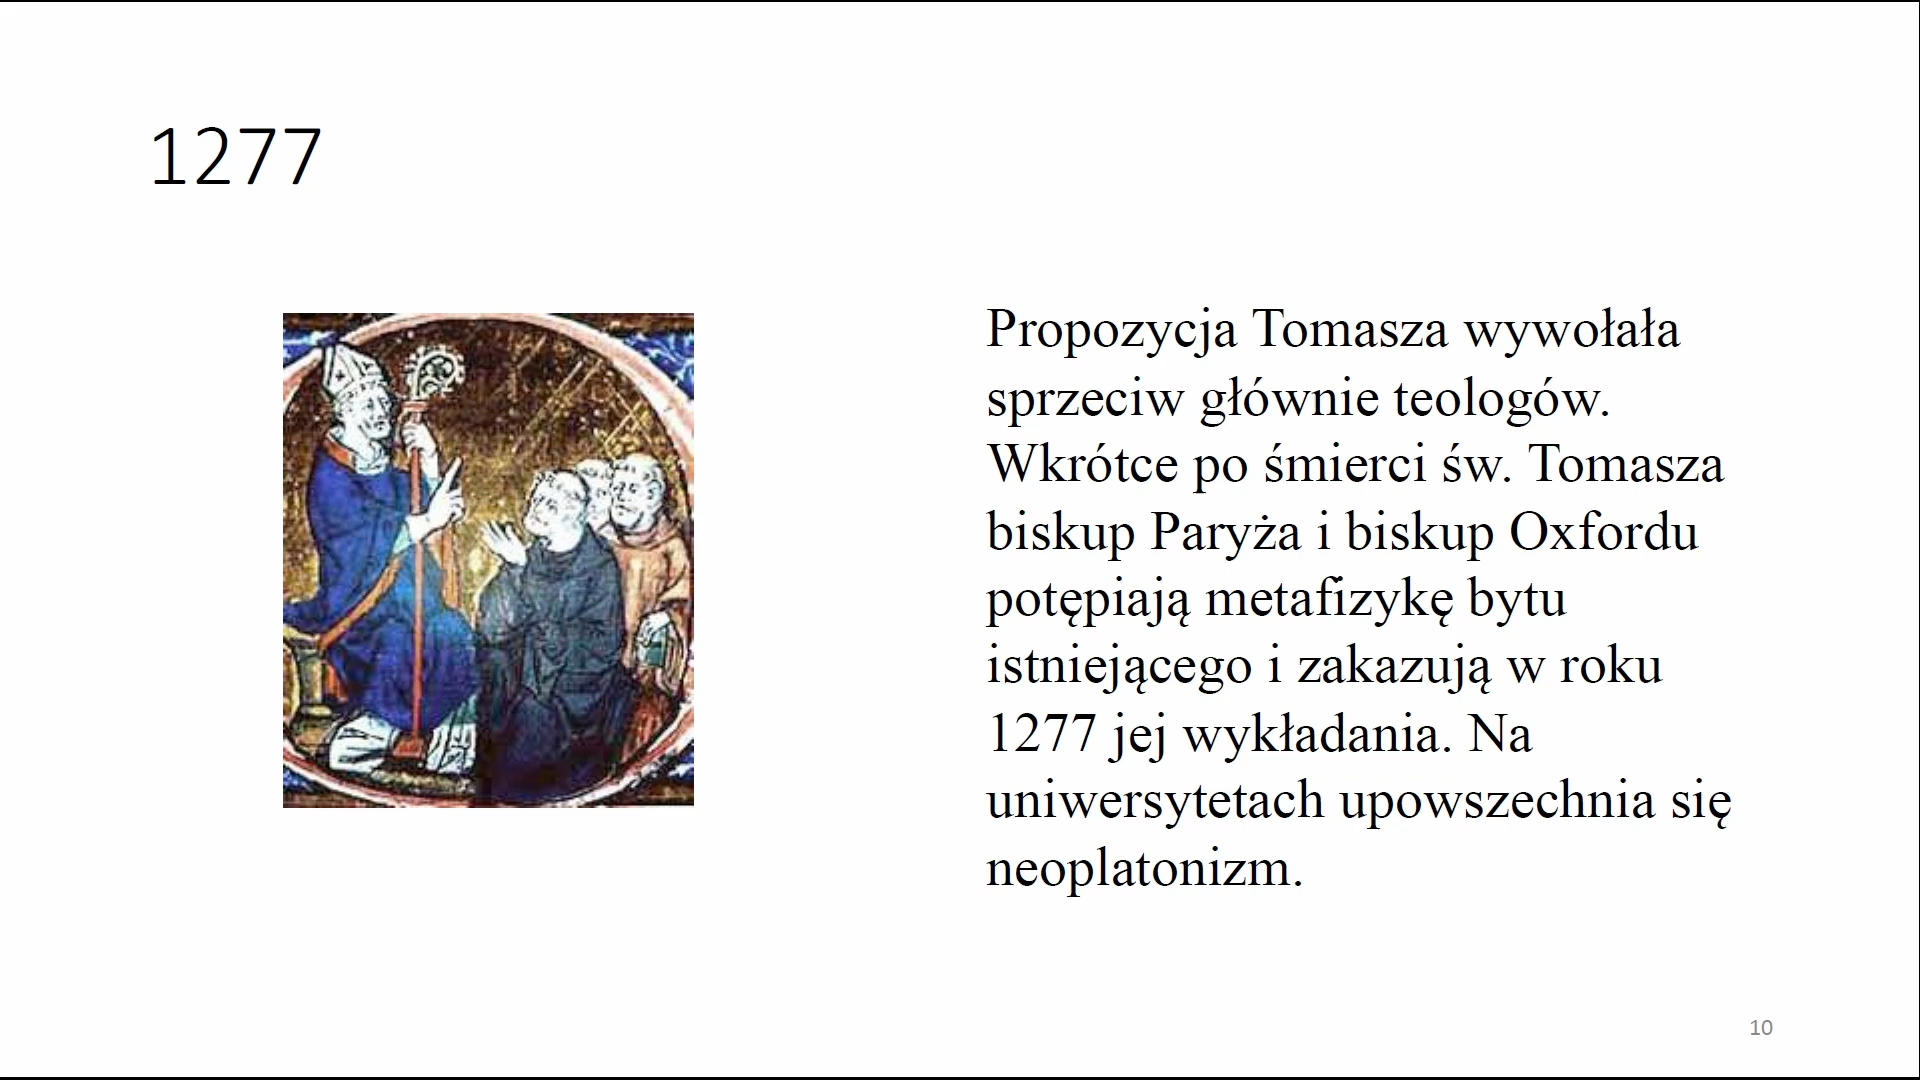 1277
Propozycja Tomasza wywołała
sprzeciw głównie teologów.
Wkrótce po śmierci św. Tomasza
biskup Paryża i biskup Oxfordu
potępiają metafizykę bytu
istniejącego i zakazują w roku
1277 jej wykładania. Na
uniwersytetach upowszechnia się
neoplatonizm.
10